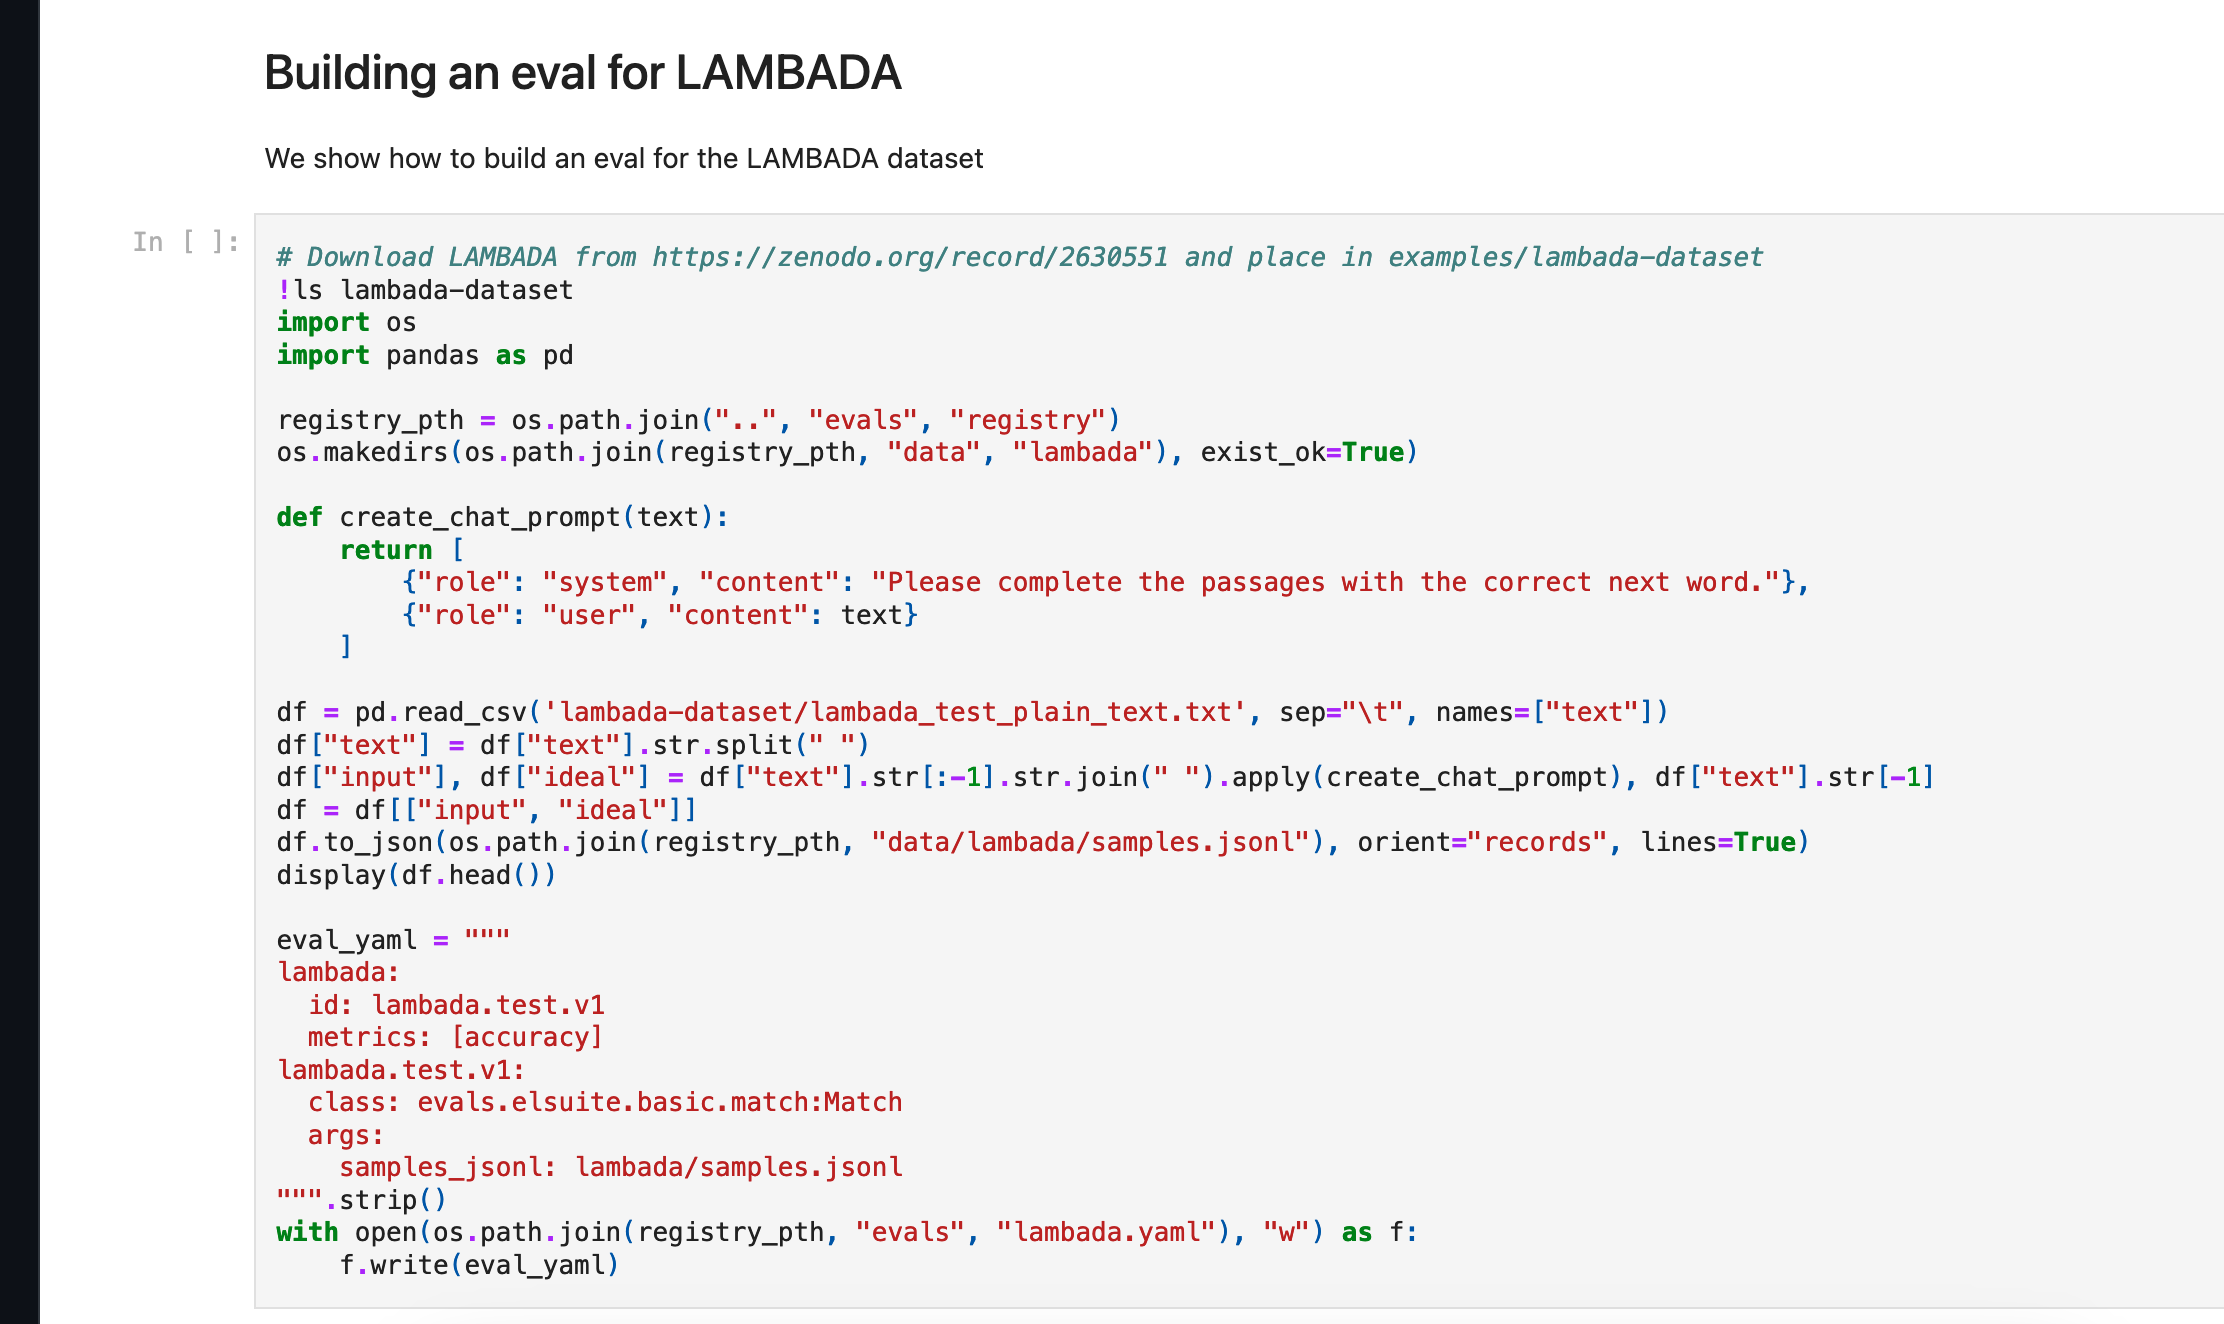 Building an eval for LAMBADA
We show how to build an eval for the LAMBADA dataset
In [ ]:
# Download LAMBADA from https://zenodo.org/record/2630551 and place in examples/lambada-dataset
!ls lambada-dataset
import os
import pandas as pd

registry_pth = os.path.join("..", "evals", "registry")
os.makedirs(os.path.join(registry_pth, "data", "lambada"), exist_ok=True)

def create_chat_prompt(text):
    return [
        {"role": "system", "content": "Please complete the passages with the correct next word."},
        {"role": "user", "content": text}
    ]

df = pd.read_csv('lambada-dataset/lambada_test_plain_text.txt', sep="\t", names=["text"])
df["text"] = df["text"].str.split(" ")
df["input"], df["ideal"] = df["text"].str[:-1].str.join(" ").apply(create_chat_prompt), df["text"].str[-1]
df = df[["input", "ideal"]]
df.to_json(os.path.join(registry_pth, "data/lambada/samples.jsonl"), orient="records", lines=True)
display(df.head())

eval_yaml = """
lambada:
  id: lambada.test.v1
  metrics: [accuracy]
lambada.test.v1:
  class: evals.elsuite.basic.match:Match
  args:
    samples_jsonl: lambada/samples.jsonl
""".strip()
with open(os.path.join(registry_pth, "evals", "lambada.yaml"), "w") as f:
    f.write(eval_yaml)